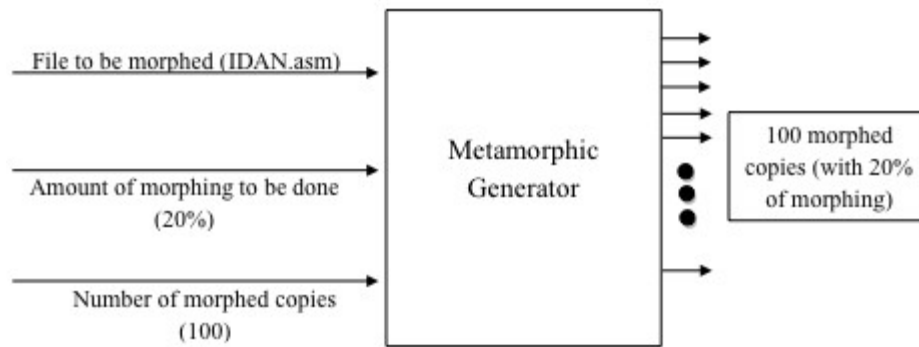 File to be morphed (IDAN.asm)
Amount of morphing to be done
(20%)
Number of morphed copies
(100)
Metamorphic
Generator
100 morphed
copies (with 20%
of morphing)